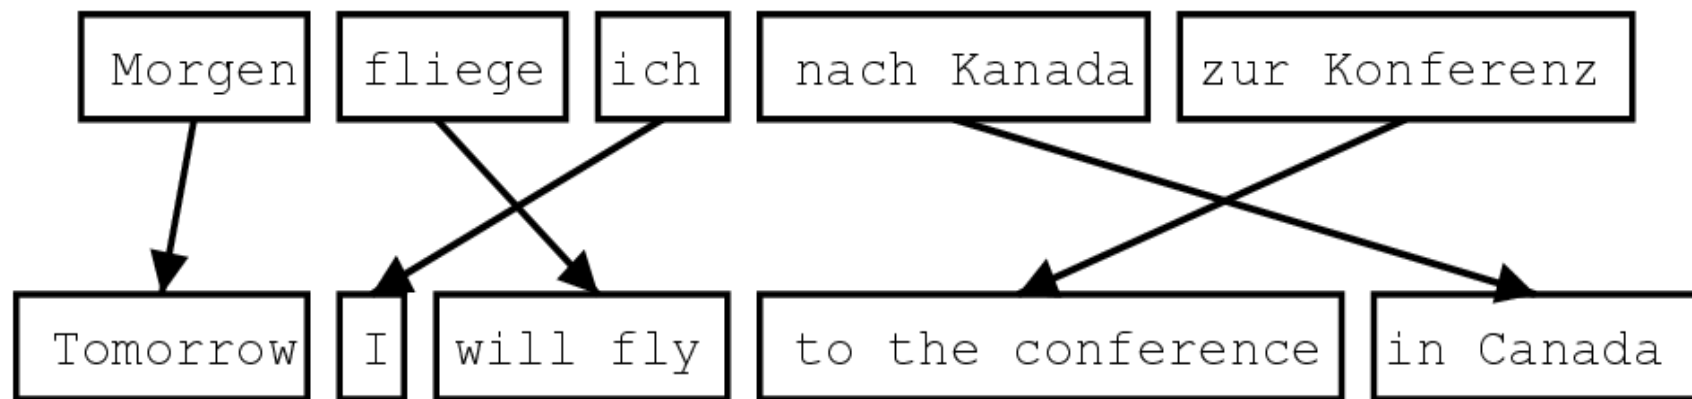 Morgen fliege ich nach Kanada zur Konferenz
Tomorrow I will fly to the conference in Canada